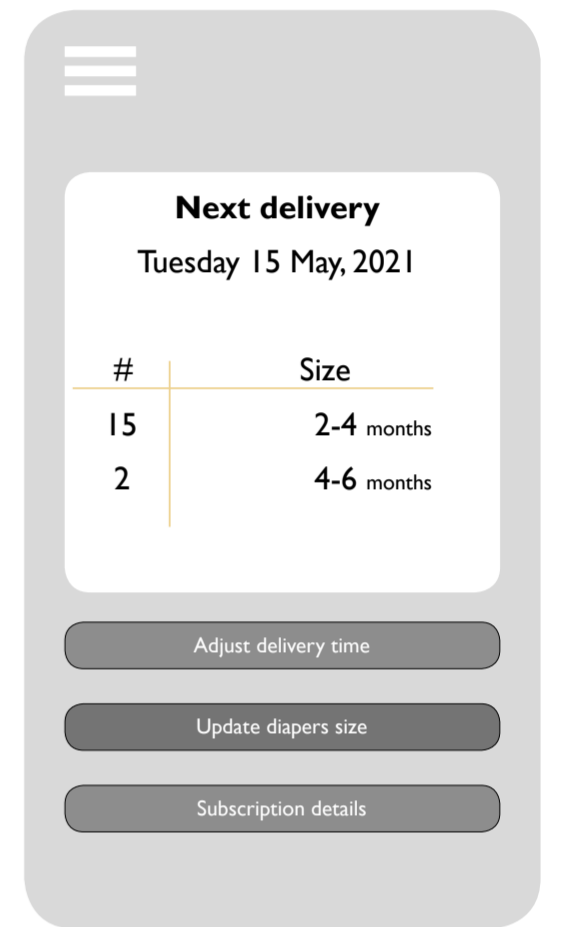 Next delivery
Tuesday 15 May, 2021
# Size
15 2-4 months
2 4-6 months
Adjust delivery time
Update diapers size
Subscription details